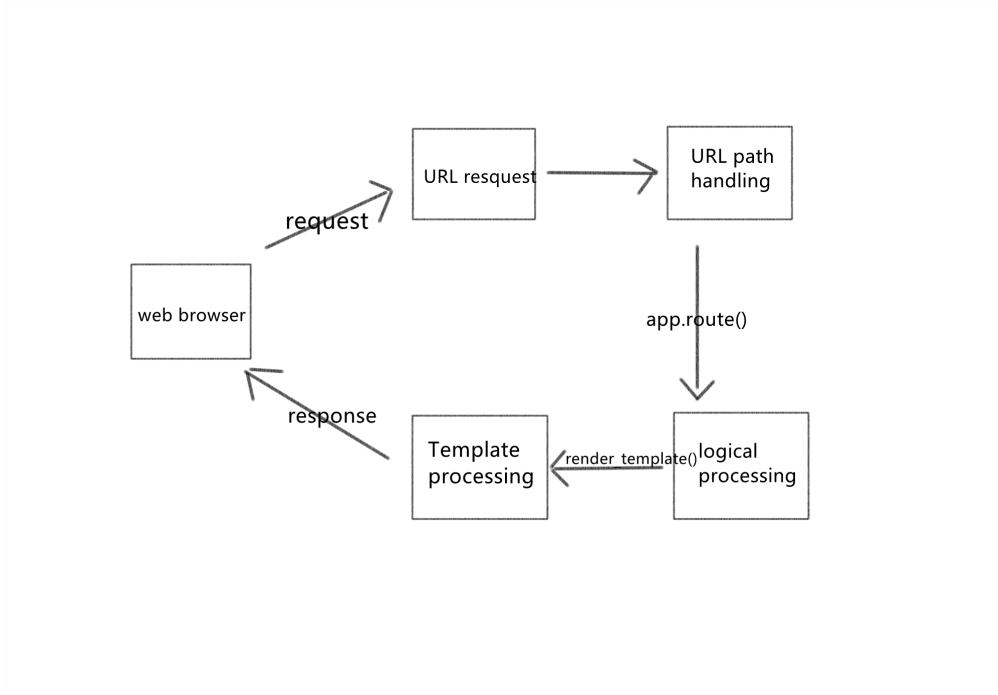 URL resquest
URL path
handling
request
web browser
app.route()
response
Template
processing
render_template()
logical
processing